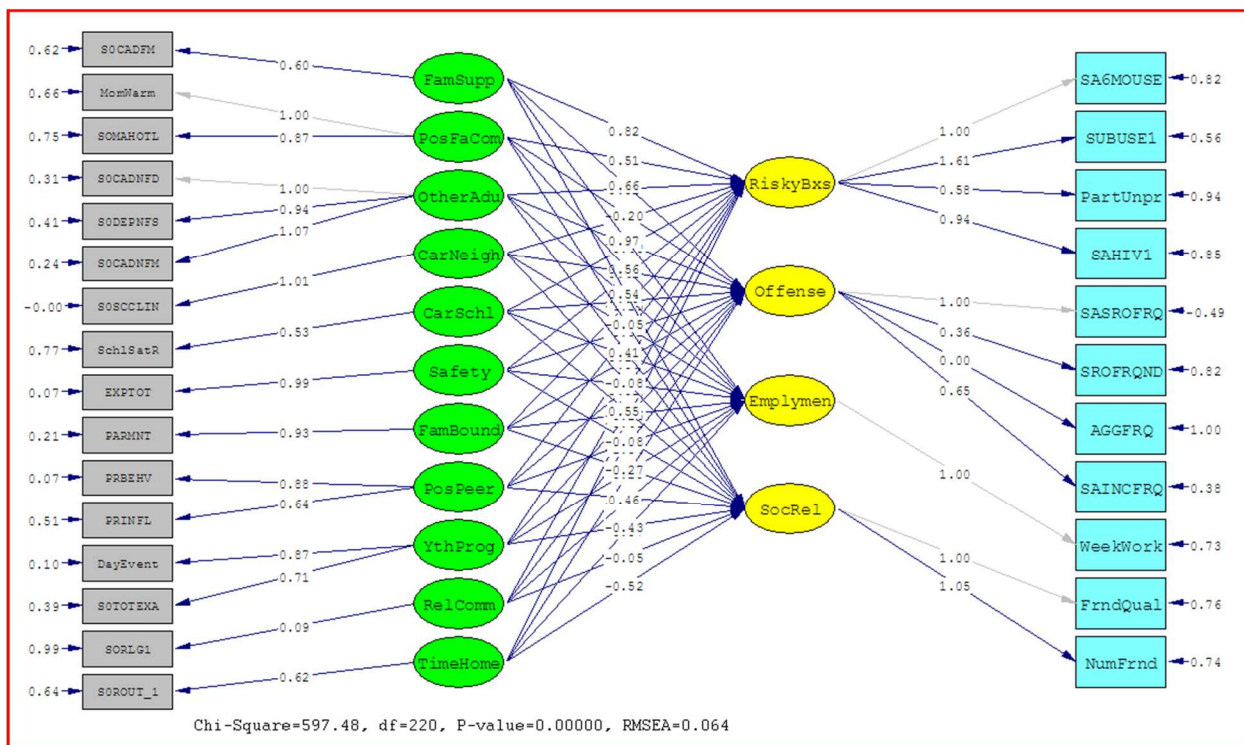 0.62 S0CADFM
0.66 MomWarm
0.75 SOMAHOTL
0.31 S0CADNFD
0.41 S0DEPNFS
0.24 S0CADNFM
-0.00 S0SCCLIN
0.77 SchlSatR
0.07 EXPTOT
0.21 PARMNT
0.07 PRBEHV
0.51 PRINFL
0.10 DayEvent
0.39 S0TOTEXA
0.99 SORLG1
0.64 S0ROUT_1
0.60
1.00
0.87
1.00
0.94
1.07
1.01
0.53
0.99
0.93
0.88
0.64
0.87
0.71
0.09
0.62
FamSupp
PosFaCom
OtherAdu
CarNeigh
CarSchl
Safety
FamBound
PosPeer
YthProg
RelComm
TimeHome
0.82
0.51
0.66
-0.20
0.97
0.56
0.54
-0.05
0.41
-0.08
0.55
-0.08
-0.27
0.46
-0.43
-0.05
-0.52
RiskyBxs
Offense
Emplymen
SocRel
1.00
1.61
0.58
0.94
1.00
0.36
0.00
0.65
1.00
1.00
1.05
SA6MOUSE 0.82
SUBUSE1 0.56
PartUnpr 0.94
SAHIV1 0.85
SASROFRQ -0.49
SROFRQND 0.82
AGGFRQ 1.00
SAINCFRQ 0.38
WeekWork 0.73
FrndQual 0.76
NumFrnd 0.74
Chi-Square=597.48, df=220, P-value=0.00000, RMSEA=0.064